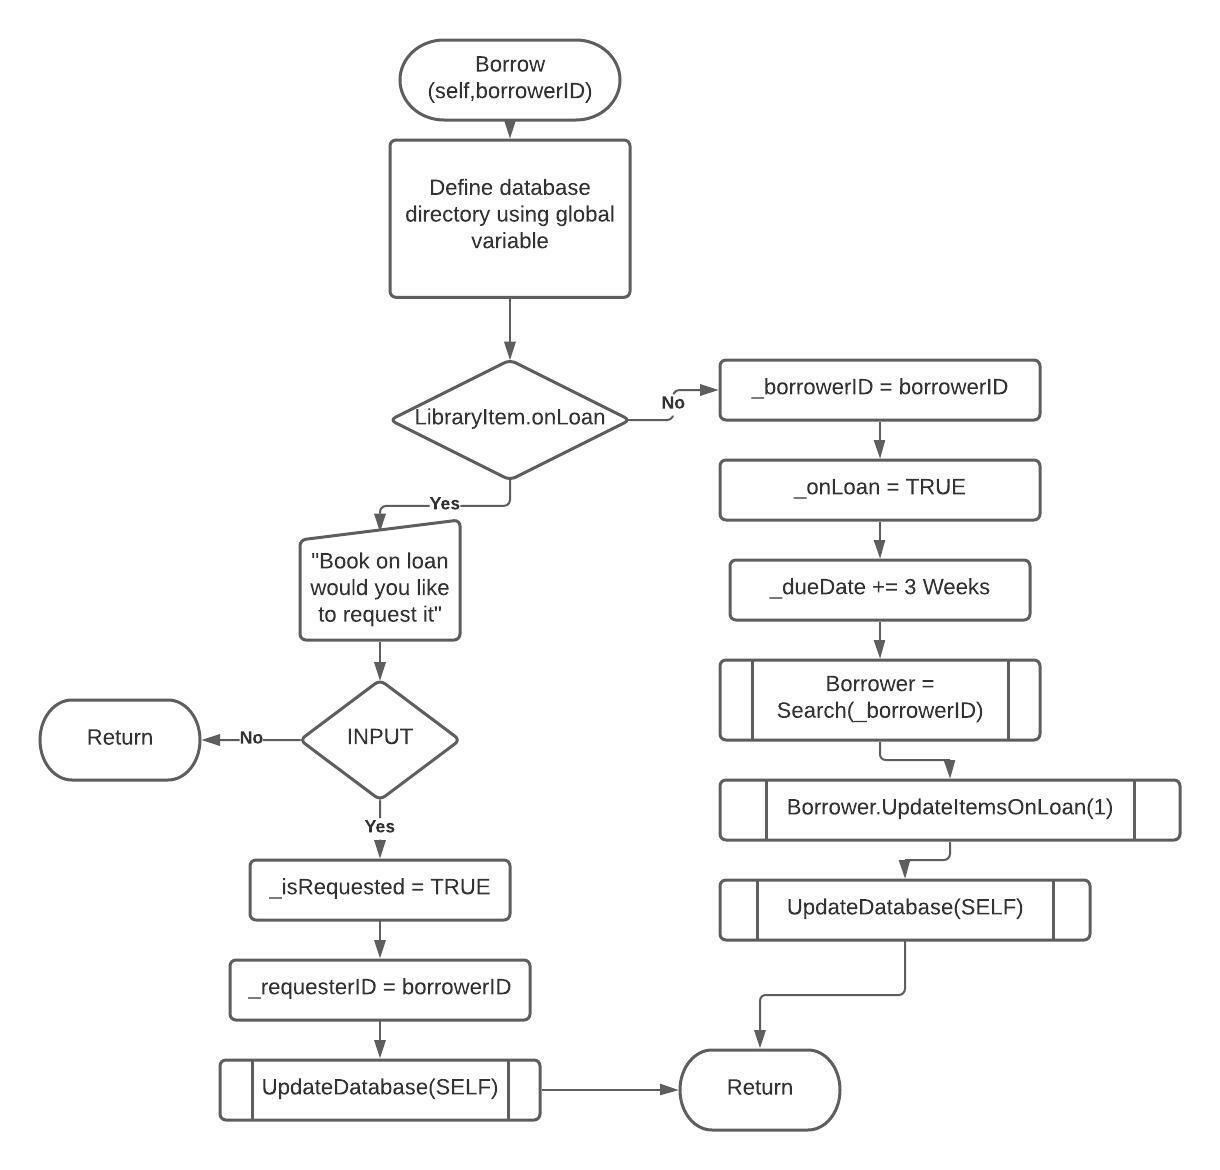 Borrow
(self,borrowerID)
Define database
directory using global
variable
LibraryItem.onLoan
No
_borrowerID = borrowerID
_onLoan = TRUE
_dueDate += 3 Weeks
Borrower =
Search(_borrowerID)
Borrower.UpdateItemsOnLoan(1)
UpdateDatabase(SELF)
Yes
"Book on loan
would you like
to request it"
INPUT
No
Return
Yes
_isRequested = TRUE
_requesterID = borrowerID
UpdateDatabase(SELF)
Return